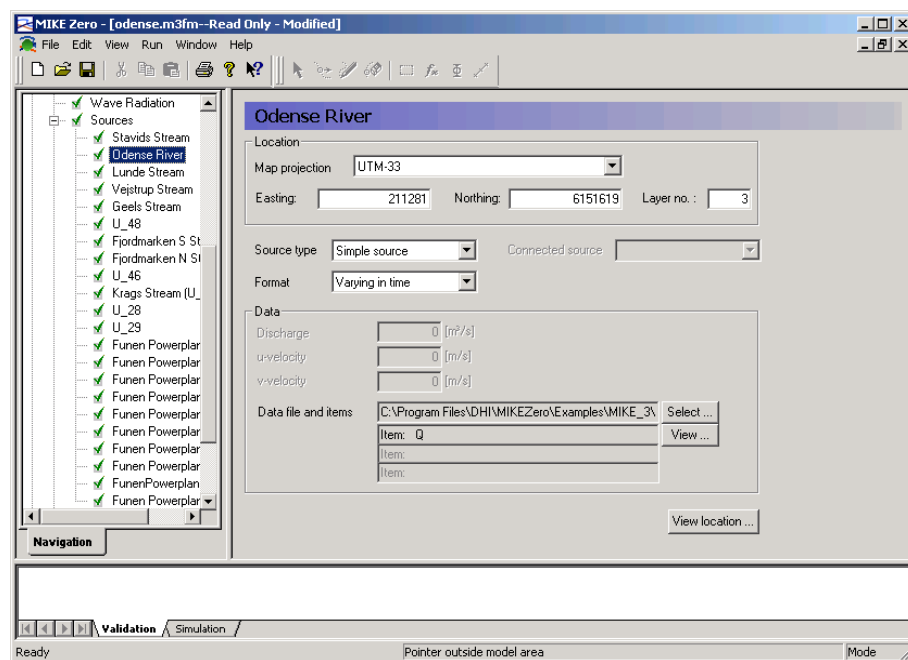 MIKE Zero - [odense.m3fm--Read Only - Modified]
File Edit View Run Window Help
Wave Radiation
Sources
Stavids Stream
Odense River
Lunde Stream
Vejstrup Stream
Geels Stream
U_48
Fjordmarken S St
Fjordmarken N St
U_46
Krags Stream (U_
U_28
U_29
Funen Powerplar
Funen Powerplar
Funen Powerplar
Funen Powerplar
Funen Powerplar
Funen Powerplar
Funen Powerplar
Funen Powerplar
FunenPowerplan
Funen Powerplar
Navigation
Odense River
Location
Map projection UTM-33
Easting: 211281 Northing: 6151619 Layer no. : 3
Source type Simple source Connected source
Format Varying in time
Data
Discharge 0 [m³/s]
u-velocity 0 [m/s]
v-velocity 0 [m/s]
Data file and items C:\Program Files\DHI\MIKEZero\Examples\MIKE_3\ Select ...
Item: Q View ...
Item:
Item:
View location ...
Validation Simulation
Ready Pointer outside model area Mode